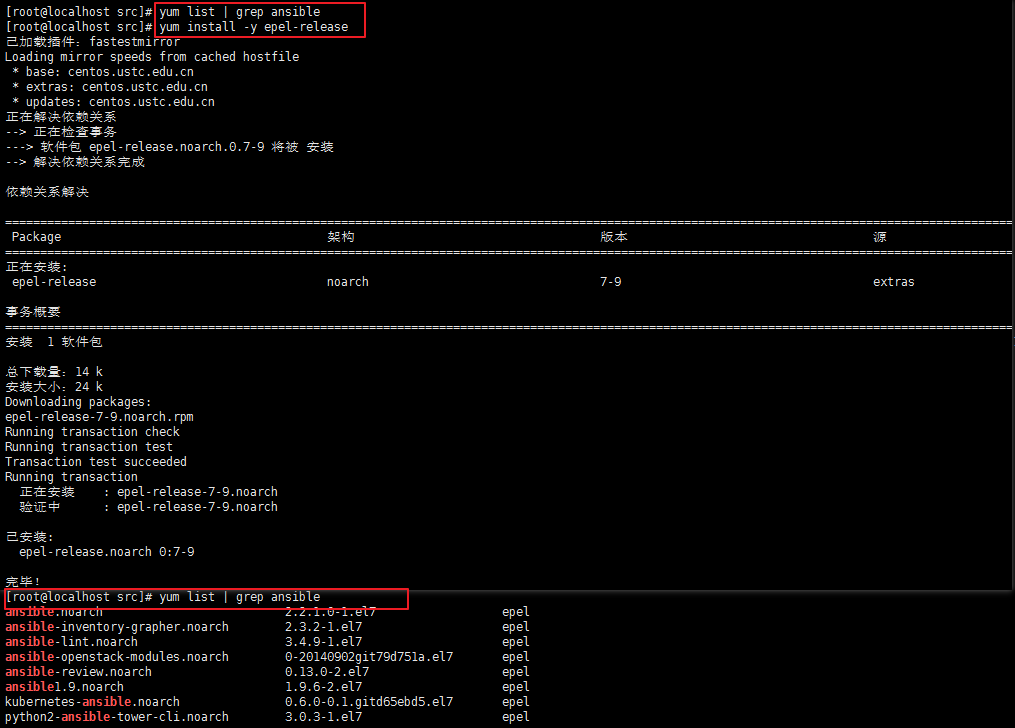 [root@localhost src]# yum list | grep ansible
[root@localhost src]# yum install -y epel-release
已加载插件: fastestmirror
Loading mirror speeds from cached hostfile
 * base: centos.ustc.edu.cn
 * extras: centos.ustc.edu.cn
 * updates: centos.ustc.edu.cn
正在解决依赖关系
--> 正在检查事务
---> 软件包 epel-release.noarch.0.7-9 将被 安装
--> 解决依赖关系完成

依赖关系解决

================================================================================
 Package 架构 版本 源
================================================================================
正在安装:
 epel-release noarch 7-9 extras

事务概要
================================================================================
安装  1 软件包

总下载量: 14 k
安装大小: 24 k
Downloading packages:
epel-release-7-9.noarch.rpm
Running transaction check
Running transaction test
Transaction test succeeded
Running transaction
  正在安装    : epel-release-7-9.noarch
  验证中      : epel-release-7-9.noarch

已安装:
  epel-release.noarch 0:7-9

完毕!
[root@localhost src]# yum list | grep ansible
ansible.noarch 2.2.1.0-1.el7 epel
ansible-inventory-grapher.noarch 2.3.2-1.el7 epel
ansible-lint.noarch 3.4.9-1.el7 epel
ansible-openstack-modules.noarch 0-20140902git79d751a.el7 epel
ansible-review.noarch 0.13.0-2.el7 epel
ansible1.9.noarch 1.9.6-2.el7 epel
kubernetes-ansible.noarch 0.6.0-0.1.gitd65ebd5.el7 epel
python2-ansible-tower-cli.noarch 3.0.3-1.el7 epel